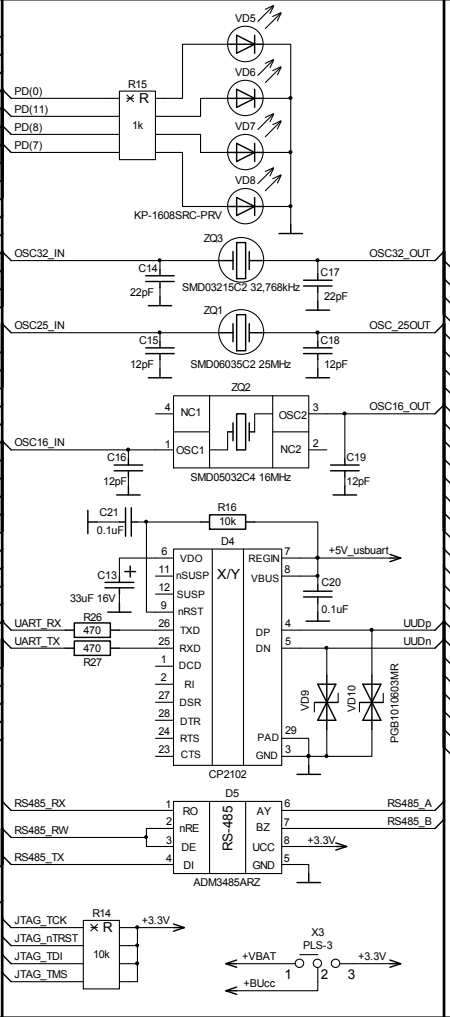 VD5
R15
PD(0)
× R
VD6
PD(11)
PD(8)
1k
VD7
PD(7)
VD8
KP-1608SRC-PRV
ZQ3
OSC32_IN
OSC32_OUT
C14
C17
22pF
SMD03215C2 32,768kHz
22pF
ZQ1
OSC25_IN
OSC_25OUT
C15
C18
12pF
SMD06035C2 25MHz
12pF
ZQ2
4 NC1
OSC2 3
OSC16_OUT
OSC16_IN
1 OSC1
NC2 2
C16
C19
12pF
SMD05032C4 16MHz
12pF
C21
R16
0.1uF
10k
D4
6 VDO
X/Y
REGIN 7
+5V_usbuart
11 nSUSP
VBUS 8
C13 +
12 SUSP
C20
33uF 16V
9 nRST
0.1uF
UART_RX
R26
470
26 TXD
DP 4
UUDp
UART_TX
470
R27
25 RXD
DN 5
UUDn
1 DCD
2 RI
27 DSR
VD9
VD10
PGB1010603MR
28 DTR
24 RTS
PAD 29
23 CTS
GND 3
CP2102
D5
RS485_RX
1 RO
RS-485
AY 6
RS485_A
RS485_RW
2 nRE
BZ 7
RS485_B
3 DE
UCC 8
+3.3V
RS485_TX
4 DI
GND 5
ADM3485ARZ
R14
JTAG_TCK
× R
+3.3V
JTAG_nTRST
X3
JTAG_TDI
10k
PLS-3
JTAG_TMS
+VBAT
1 2 3
+3.3V
+BUcc